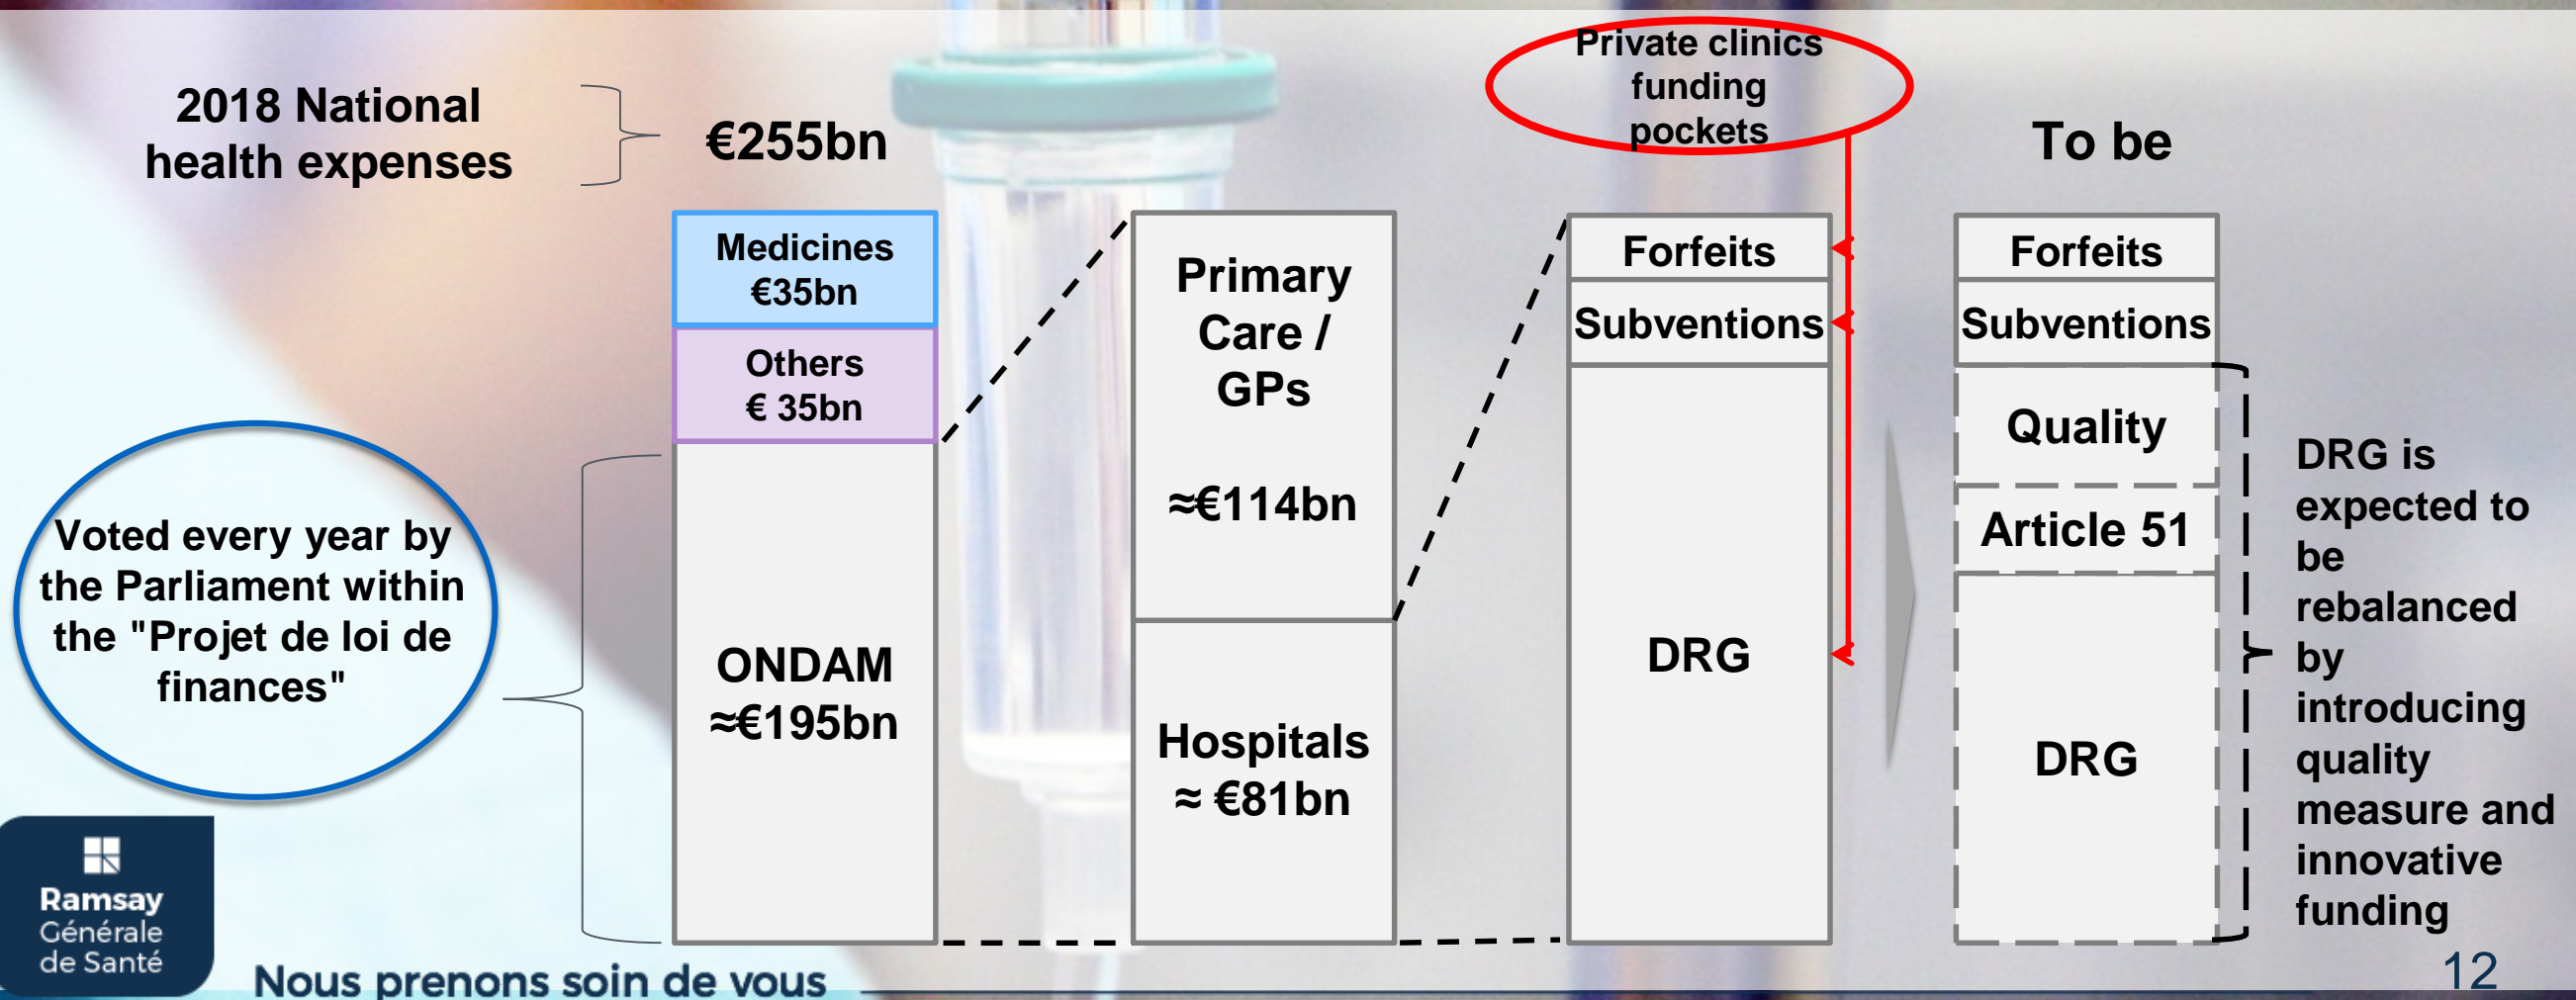 2018 National
health expenses
€255bn
Private clinics
funding
pockets
To be
Medicines
€35bn
Others
€ 35bn
ONDAM
≈€195bn
Voted every year by
the Parliament within
the "Projet de loi de
finances"
Primary
Care /
GPs
≈€114bn
Hospitals
≈ €81bn
Forfeits
Subventions
DRG
Forfeits
Subventions
Quality
Article 51
DRG
DRG is
expected to
be
rebalanced
by
introducing
quality
measure and
innovative
funding
Ramsay
Générale
de Santé
Nous prenons soin de vous
12